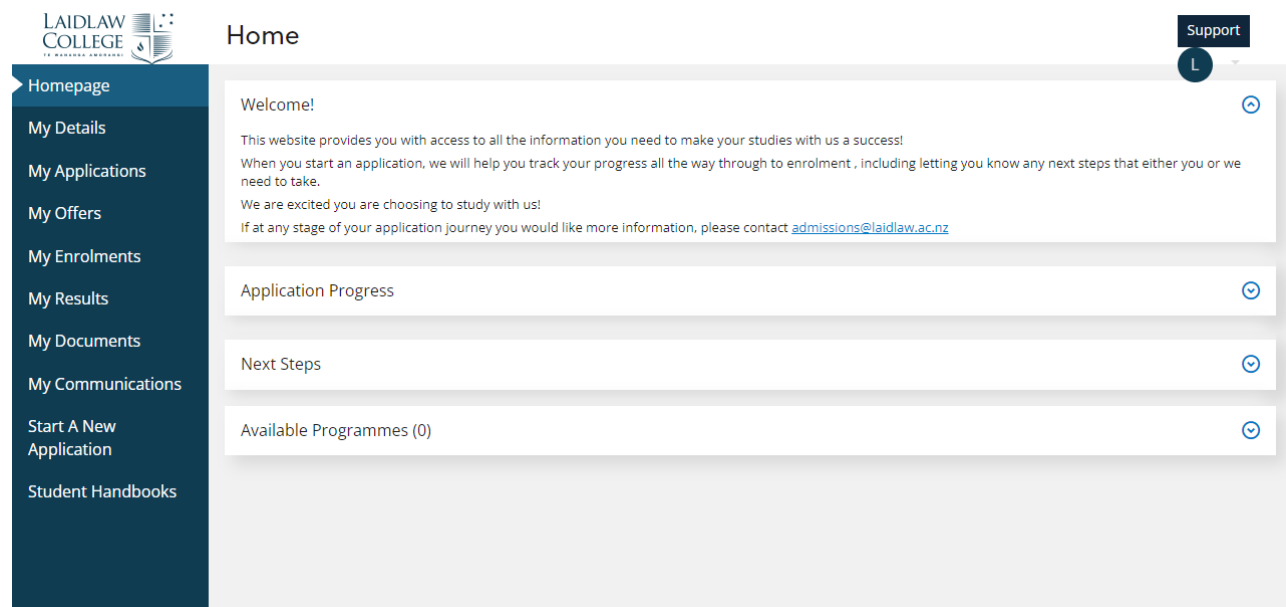 LAIDLAW
COLLEGE
Home
Support
L
Homepage
My Details
My Applications
My Offers
My Enrolments
My Results
My Documents
My Communications
Start A New
Application
Student Handbooks
Welcome!
This website provides you with access to all the information you need to make your studies with us a success!
When you start an application, we will help you track your progress all the way through to enrolment , including letting you know any next steps that either you or we
need to take.
We are excited you are choosing to study with us!
If at any stage of your application journey you would like more information, please contact admissions@laidlaw.ac.nz
Application Progress
Next Steps
Available Programmes (0)